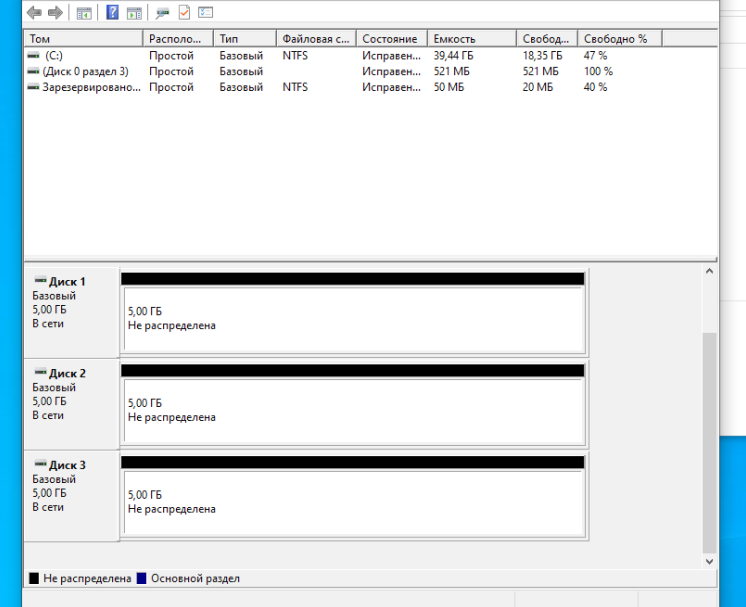 Том Располо... Тип Файловая с... Состояние Емкость Свобод... Свободно %
(C:) Простой Базовый NTFS Исправен... 39,44 ГБ 18,35 ГБ 47 %
(Диск 0 раздел 3) Простой Базовый Исправен... 521 МБ 521 МБ 100 %
Зарезервировано... Простой Базовый NTFS Исправен... 50 МБ 20 МБ 40 %
Диск 1
Базовый
5,00 ГБ
В сети
5,00 ГБ
Не распределена
Диск 2
Базовый
5,00 ГБ
В сети
5,00 ГБ
Не распределена
Диск 3
Базовый
5,00 ГБ
В сети
5,00 ГБ
Не распределена
Не распределена Основной раздел